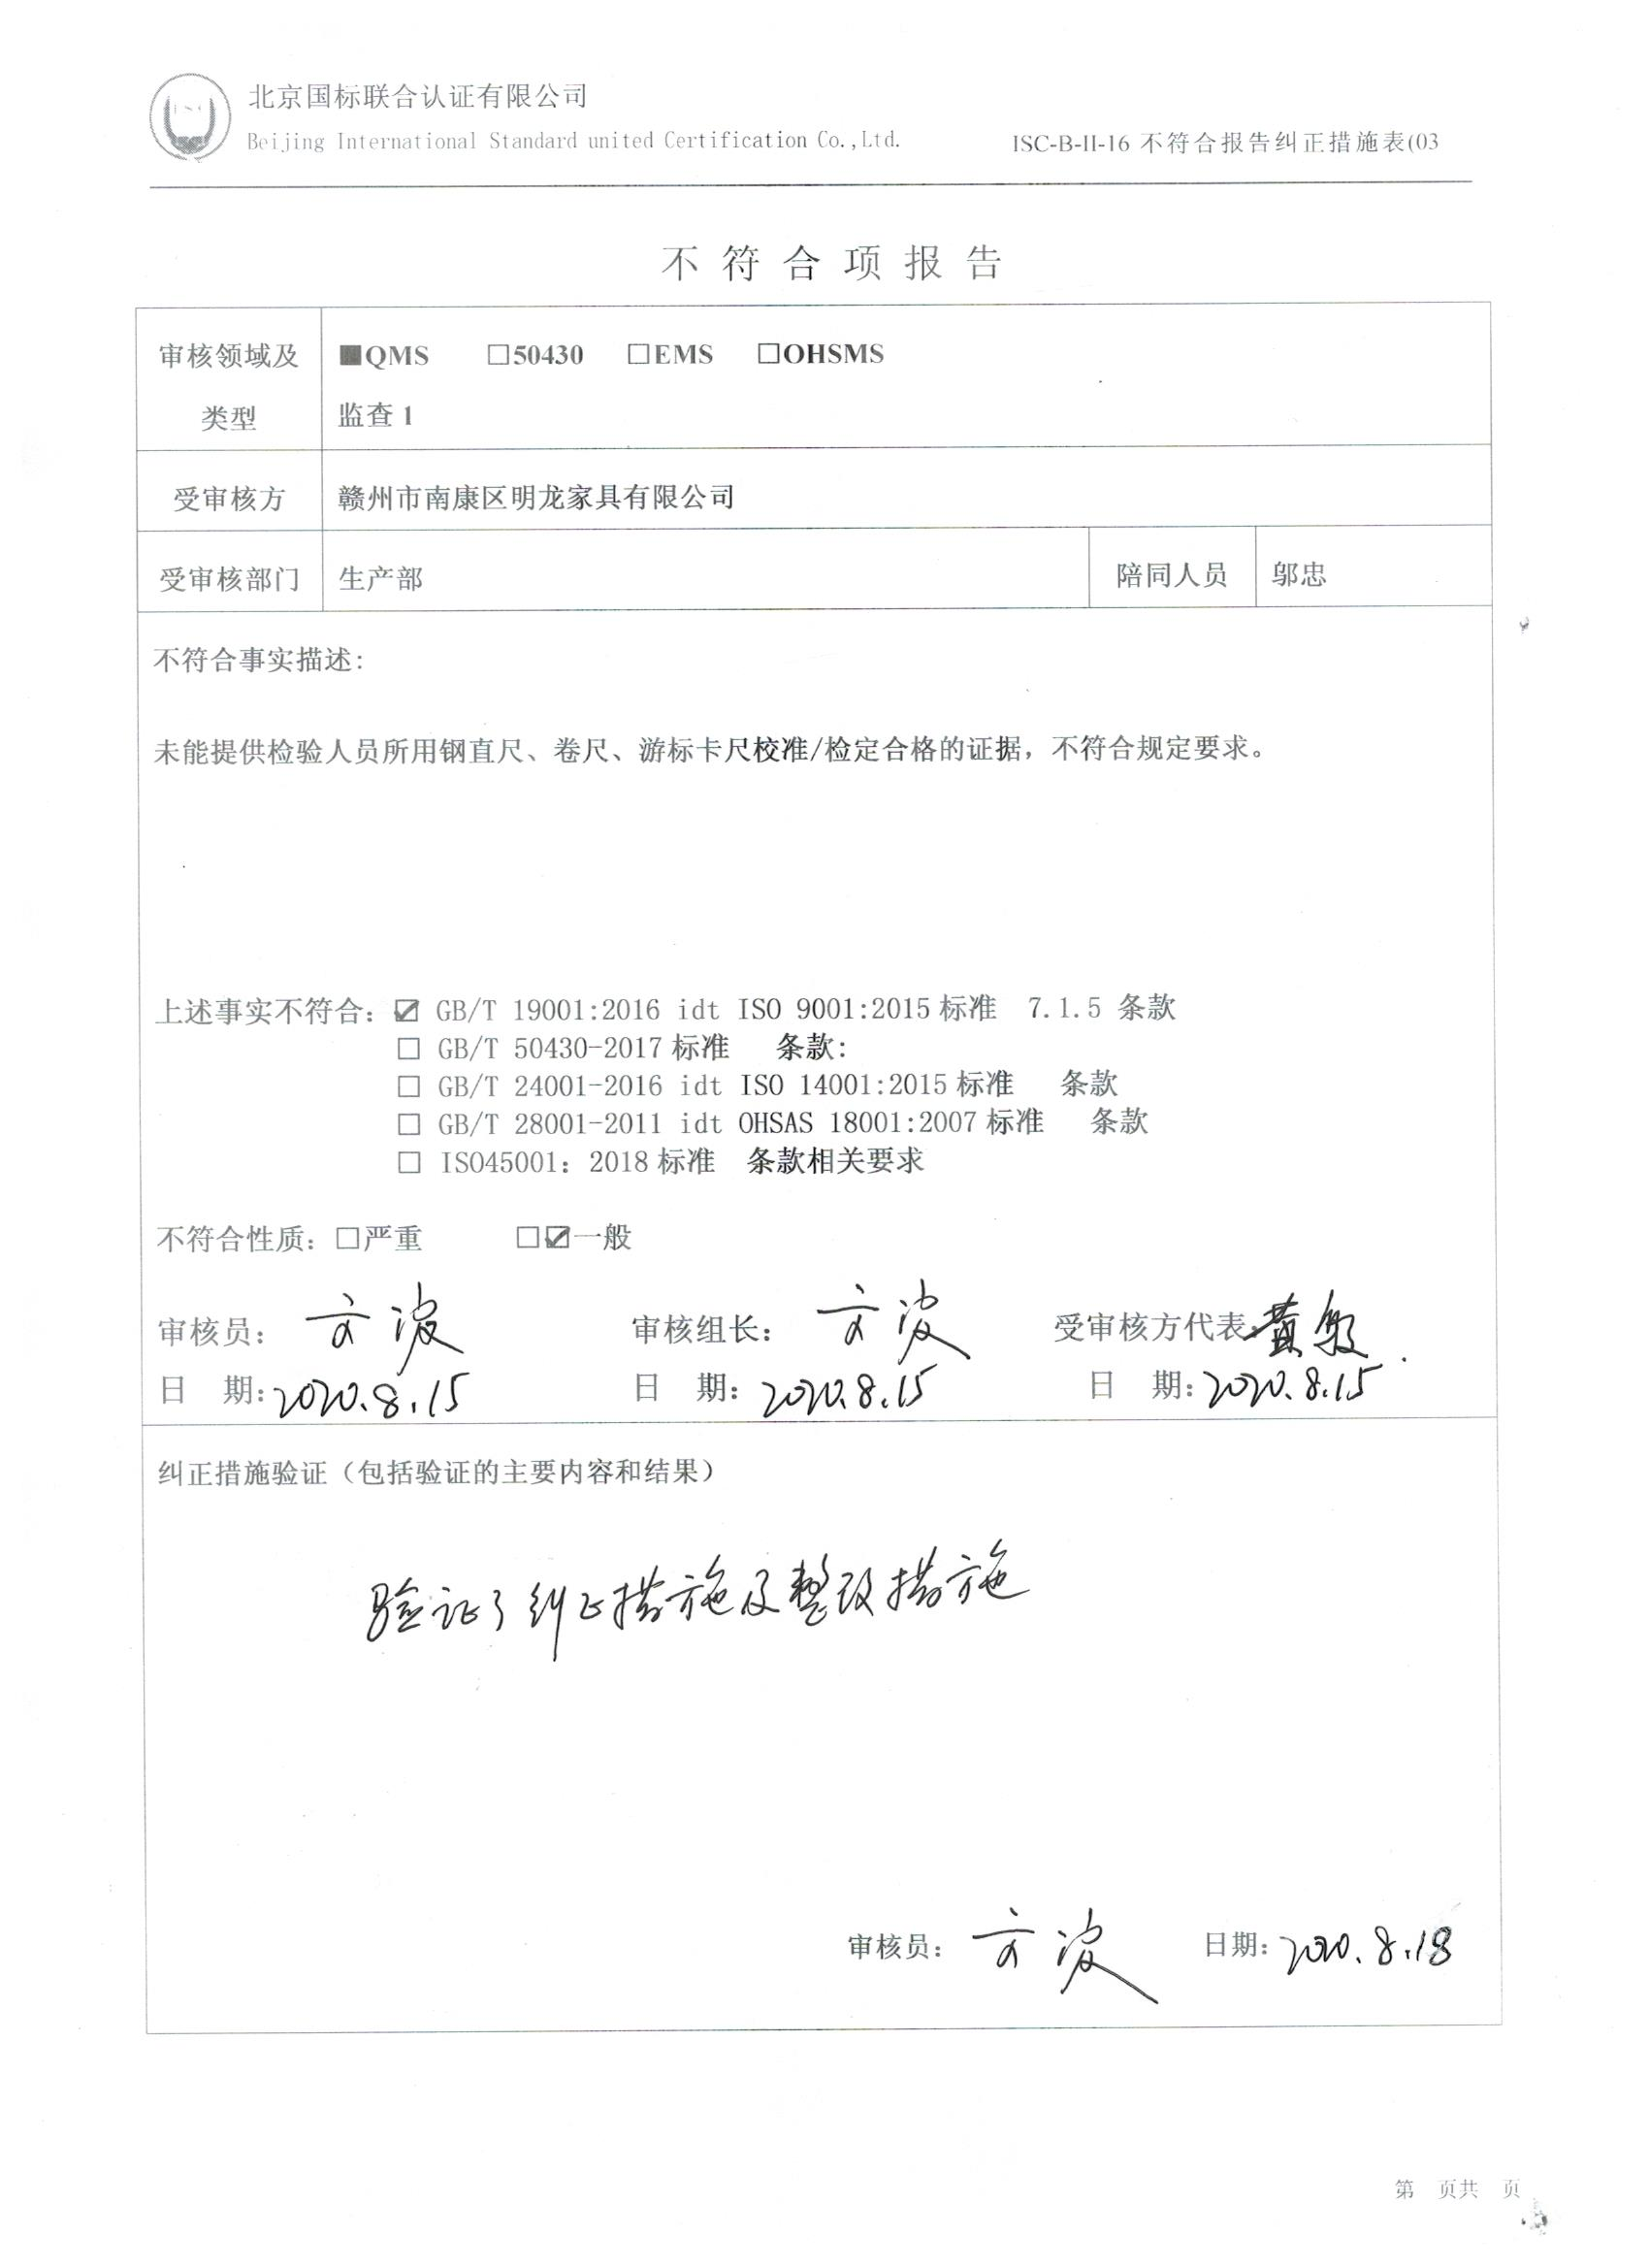 北京国标联合认证有限公司
Beijing International Standard united Certification Co.,Ltd. ISC-B-II-16 不符合报告纠正措施表(03
不符合项报告
审核领域及类型 ■QMS □50430 □EMS □OHSMS
监查 1
受审核方 赣州市南康区明龙家具有限公司
受审核部门 生产部 陪同人员 邬忠
不符合事实描述:
未能提供检验人员所用钢直尺、卷尺、游标卡尺校准/检定合格的证据，不符合规定要求。
上述事实不符合: ☑ GB/T 19001:2016 idt ISO 9001:2015 标准 7.1.5 条款
□ GB/T 50430-2017 标准 条款:
□ GB/T 24001-2016 idt ISO 14001:2015 标准 条款
□ GB/T 28001-2011 idt OHSAS 18001:2007 标准 条款
□ ISO45001: 2018 标准 条款相关要求
不符合性质: □严重 □☑一般
审核员: 审核组长: 受审核方代表:
日 期: 2020.8.15 日 期: 2020.8.15 日 期: 2020.8.15
纠正措施验证（包括验证的主要内容和结果）
验证了纠正措施及整改措施
审核员: 日期: 2020.8.18
第 页共 页